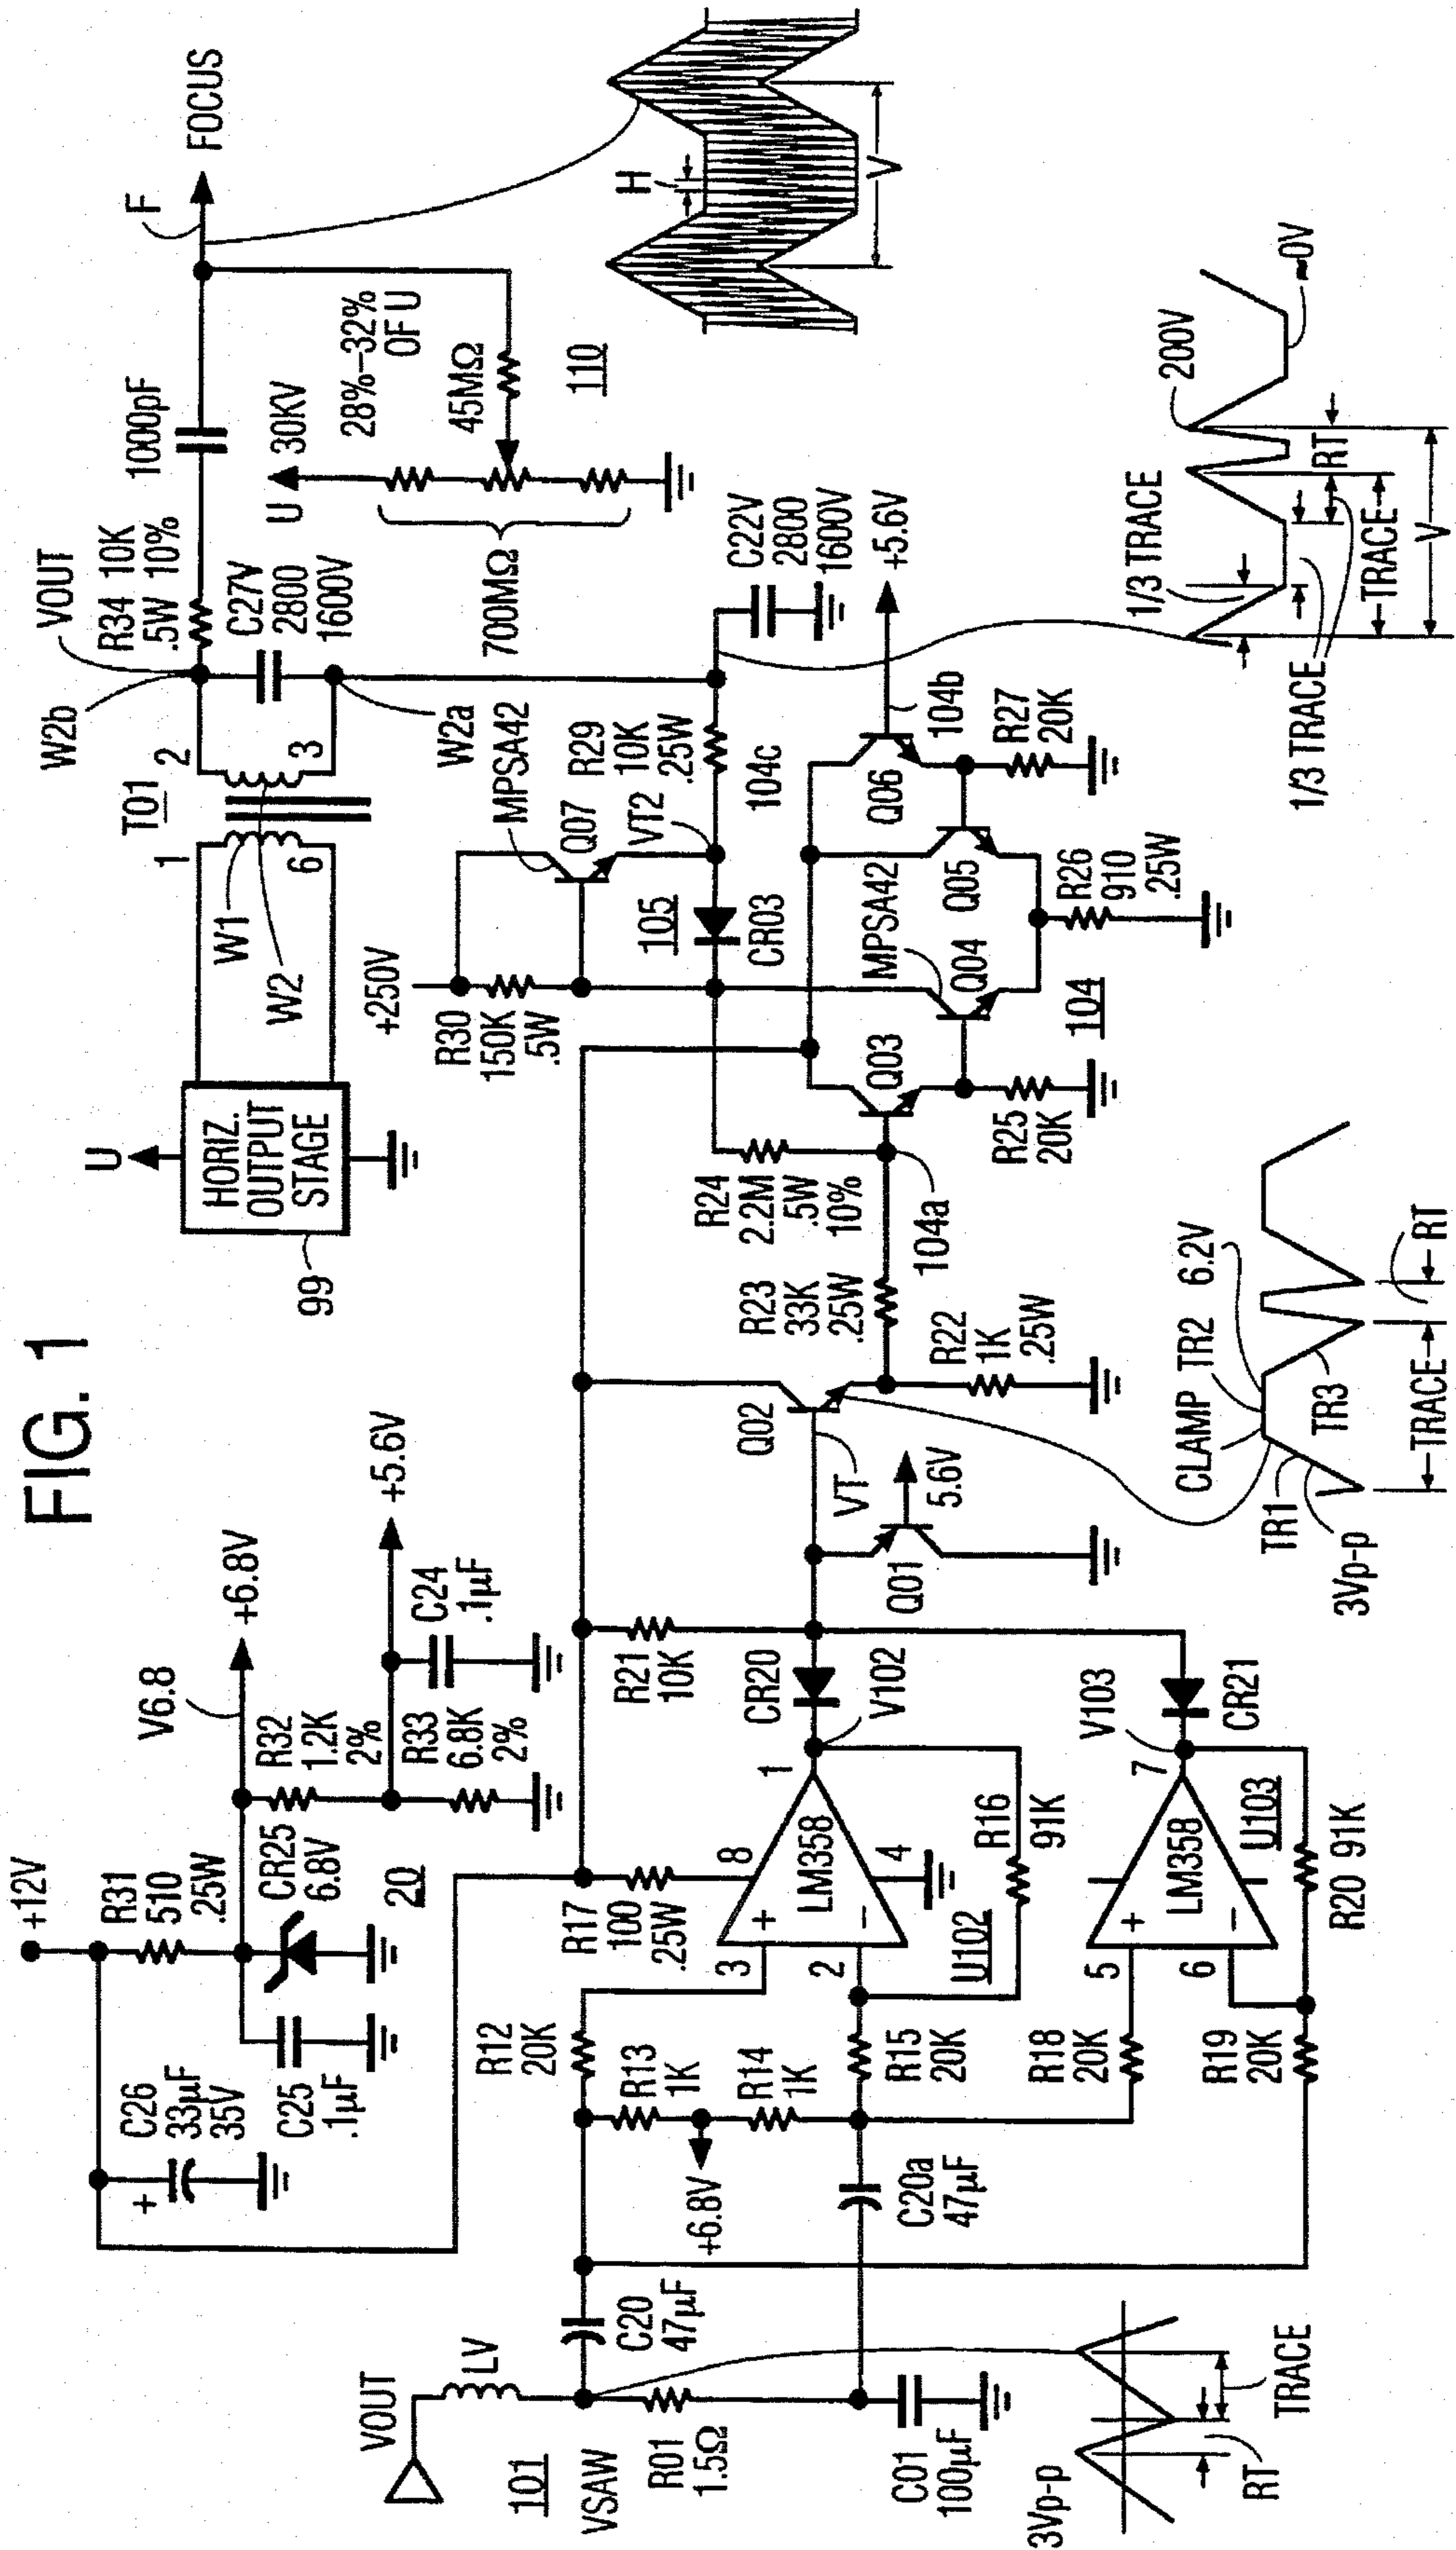 FIG. 1
+12V
C26
33μF
35V
+
C25
.1μF
R31
510
.25W
CR25
6.8V
20
V6.8
+6.8V
R32
1.2K
2%
R33
6.8K
2%
C24
.1μF
+5.6V
U
HORIZ.
OUTPUT
STAGE
99
T01
W1
W2
1
6
2
3
W2b
VOUT
W2a
R34 10K
.5W 10%
C27V
2800
1600V
1000pF
F
FOCUS
U
30KV
28%-32%
OF U
45MΩ
700MΩ
110
H
V
+250V
R30
150K
.5W
MPSA42
Q07
VT2
105
CR03
R29
10K
.25W
104c
C22V
2800
1600V
+5.6V
104b
R24
2.2M
.5W
10%
104a
Q03
MPSA42
Q04
Q05
Q06
R25
20K
104
R26
910
.25W
R27
20K
R23
33K
.25W
R22
1K
.25W
Q02
VT
Q01
5.6V
R21
10K
CR20
V102
V103
CR21
R17
100
.25W
R12
20K
R13
1K
R14
1K
+6.8V
3
2
+
−
8
1
4
LM358
U102
R16
91K
R15
20K
R18
20K
R19
20K
5
6
+
−
7
LM358
U103
R20 91K
VOUT
LV
C20
47μF
C20a
47μF
101
VSAW
R01
1.5Ω
C01
100μF
3Vp-p
RT
TRACE
CLAMP TR2 6.2V
TR1
TR3
3Vp-p
TRACE
RT
1/3 TRACE
200V
≈0V
1/3 TRACE
RT
TRACE
V